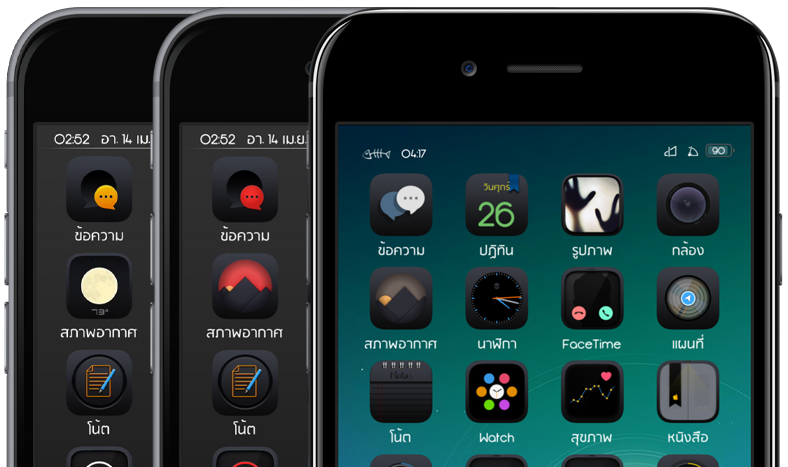 02:52 อา. 14 เม.ย
ข้อความ
73°
สภาพอากาศ
โน้ต
02:52 อา. 14 เม.ย.
ข้อความ
สภาพอากาศ
โน้ต
04:17 90
วันศุกร์
26
ข้อความ ปฏิทิน รูปภาพ กล้อง
สภาพอากาศ นาฬิกา FaceTime แผนที่
Notes
โน้ต Watch สุขภาพ หนังสือ